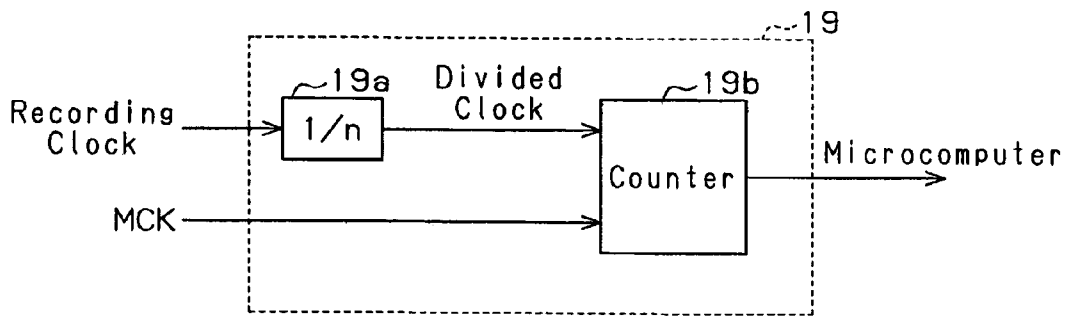 19
19a
Divided
Clock
19b
Recording
Clock
1/n
Counter
Microcomputer
MCK